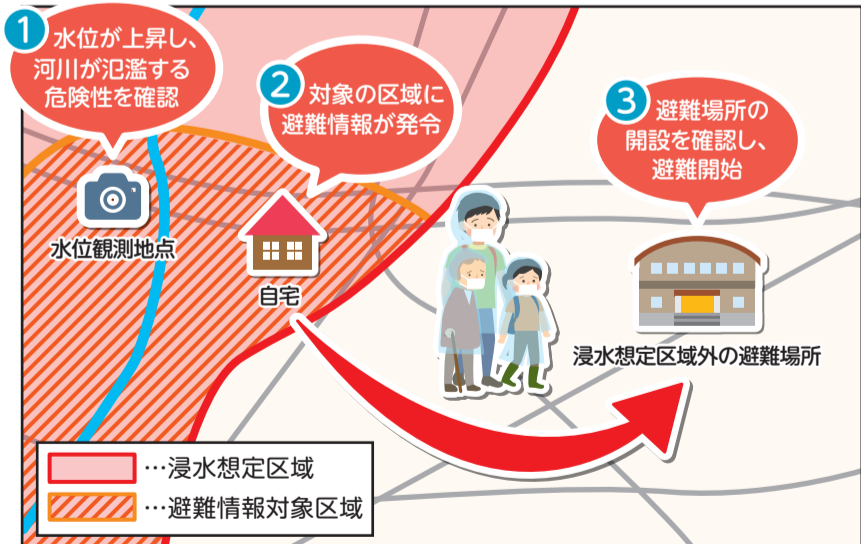 1
水位が上昇し、
河川が氾濫する
危険性を確認
2
対象の区域に
避難情報が発令
3
避難場所の
開設を確認し、
避難開始
水位観測地点
自宅
浸水想定区域外の避難場所
…浸水想定区域
…避難情報対象区域